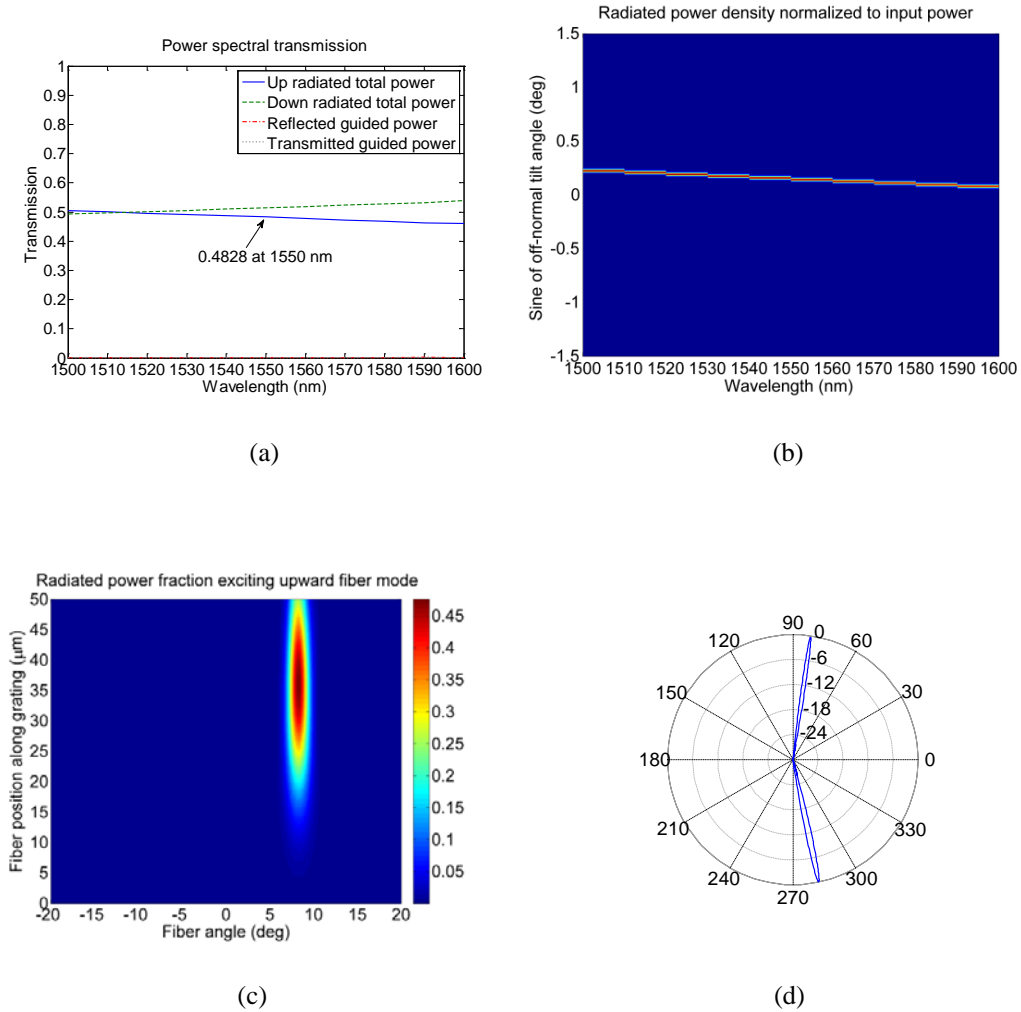 Power spectral transmission
1
0.9
0.8
0.7
0.6
0.5
0.4
0.3
0.2
0.1
0
Transmission
Up radiated total power
Down radiated total power
Reflected guided power
Transmitted guided power
0.4828 at 1550 nm
1500 1510 1520 1530 1540 1550 1560 1570 1580 1590 1600
Wavelength (nm)
(a)
Radiated power density normalized to input power
1.5
1
0.5
0
-0.5
-1
-1.5
Sine of off-normal tilt angle (deg)
1500 1510 1520 1530 1540 1550 1560 1570 1580 1590 1600
Wavelength (nm)
(b)
Radiated power fraction exciting upward fiber mode
50
45
40
35
30
25
20
15
10
5
0
Fiber position along grating (μm)
-20 -15 -10 -5 0 5 10 15 20
Fiber angle (deg)
0.45
0.4
0.35
0.3
0.25
0.2
0.15
0.1
0.05
(c)
90
0
120
60
-6
-12
150
30
-18
-24
180
0
210
330
240
300
270
(d)